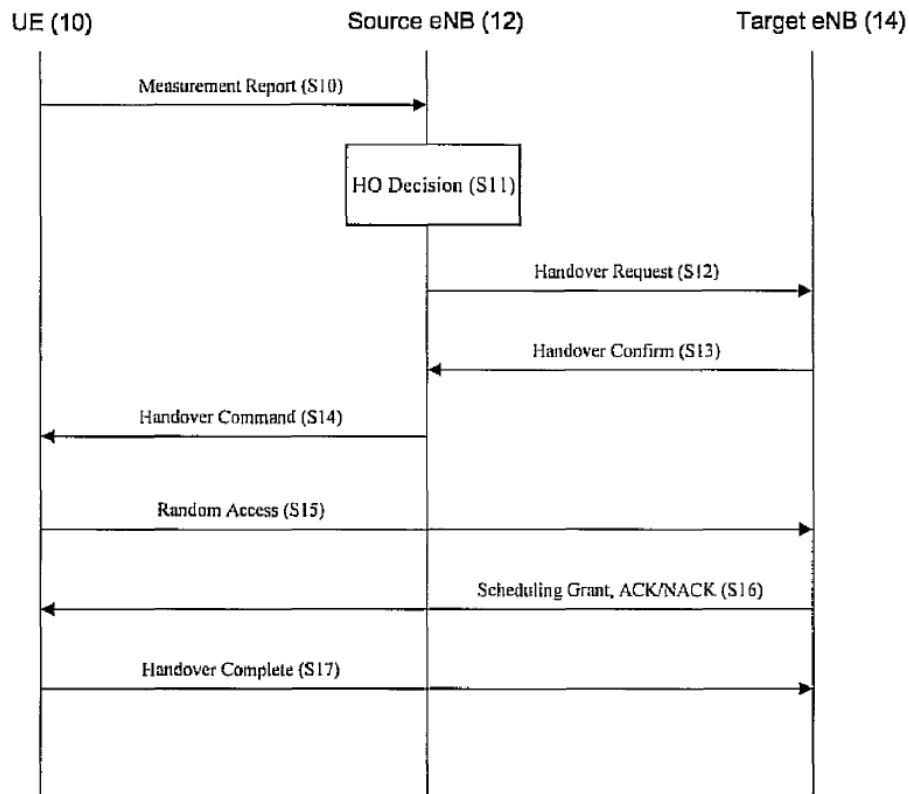 UE (10) Source eNB (12) Target eNB (14)
Measurement Report (S10)
HO Decision (S11)
Handover Request (S12)
Handover Confirm (S13)
Handover Command (S14)
Random Access (S15)
Scheduling Grant, ACK/NACK (S16)
Handover Complete (S17)